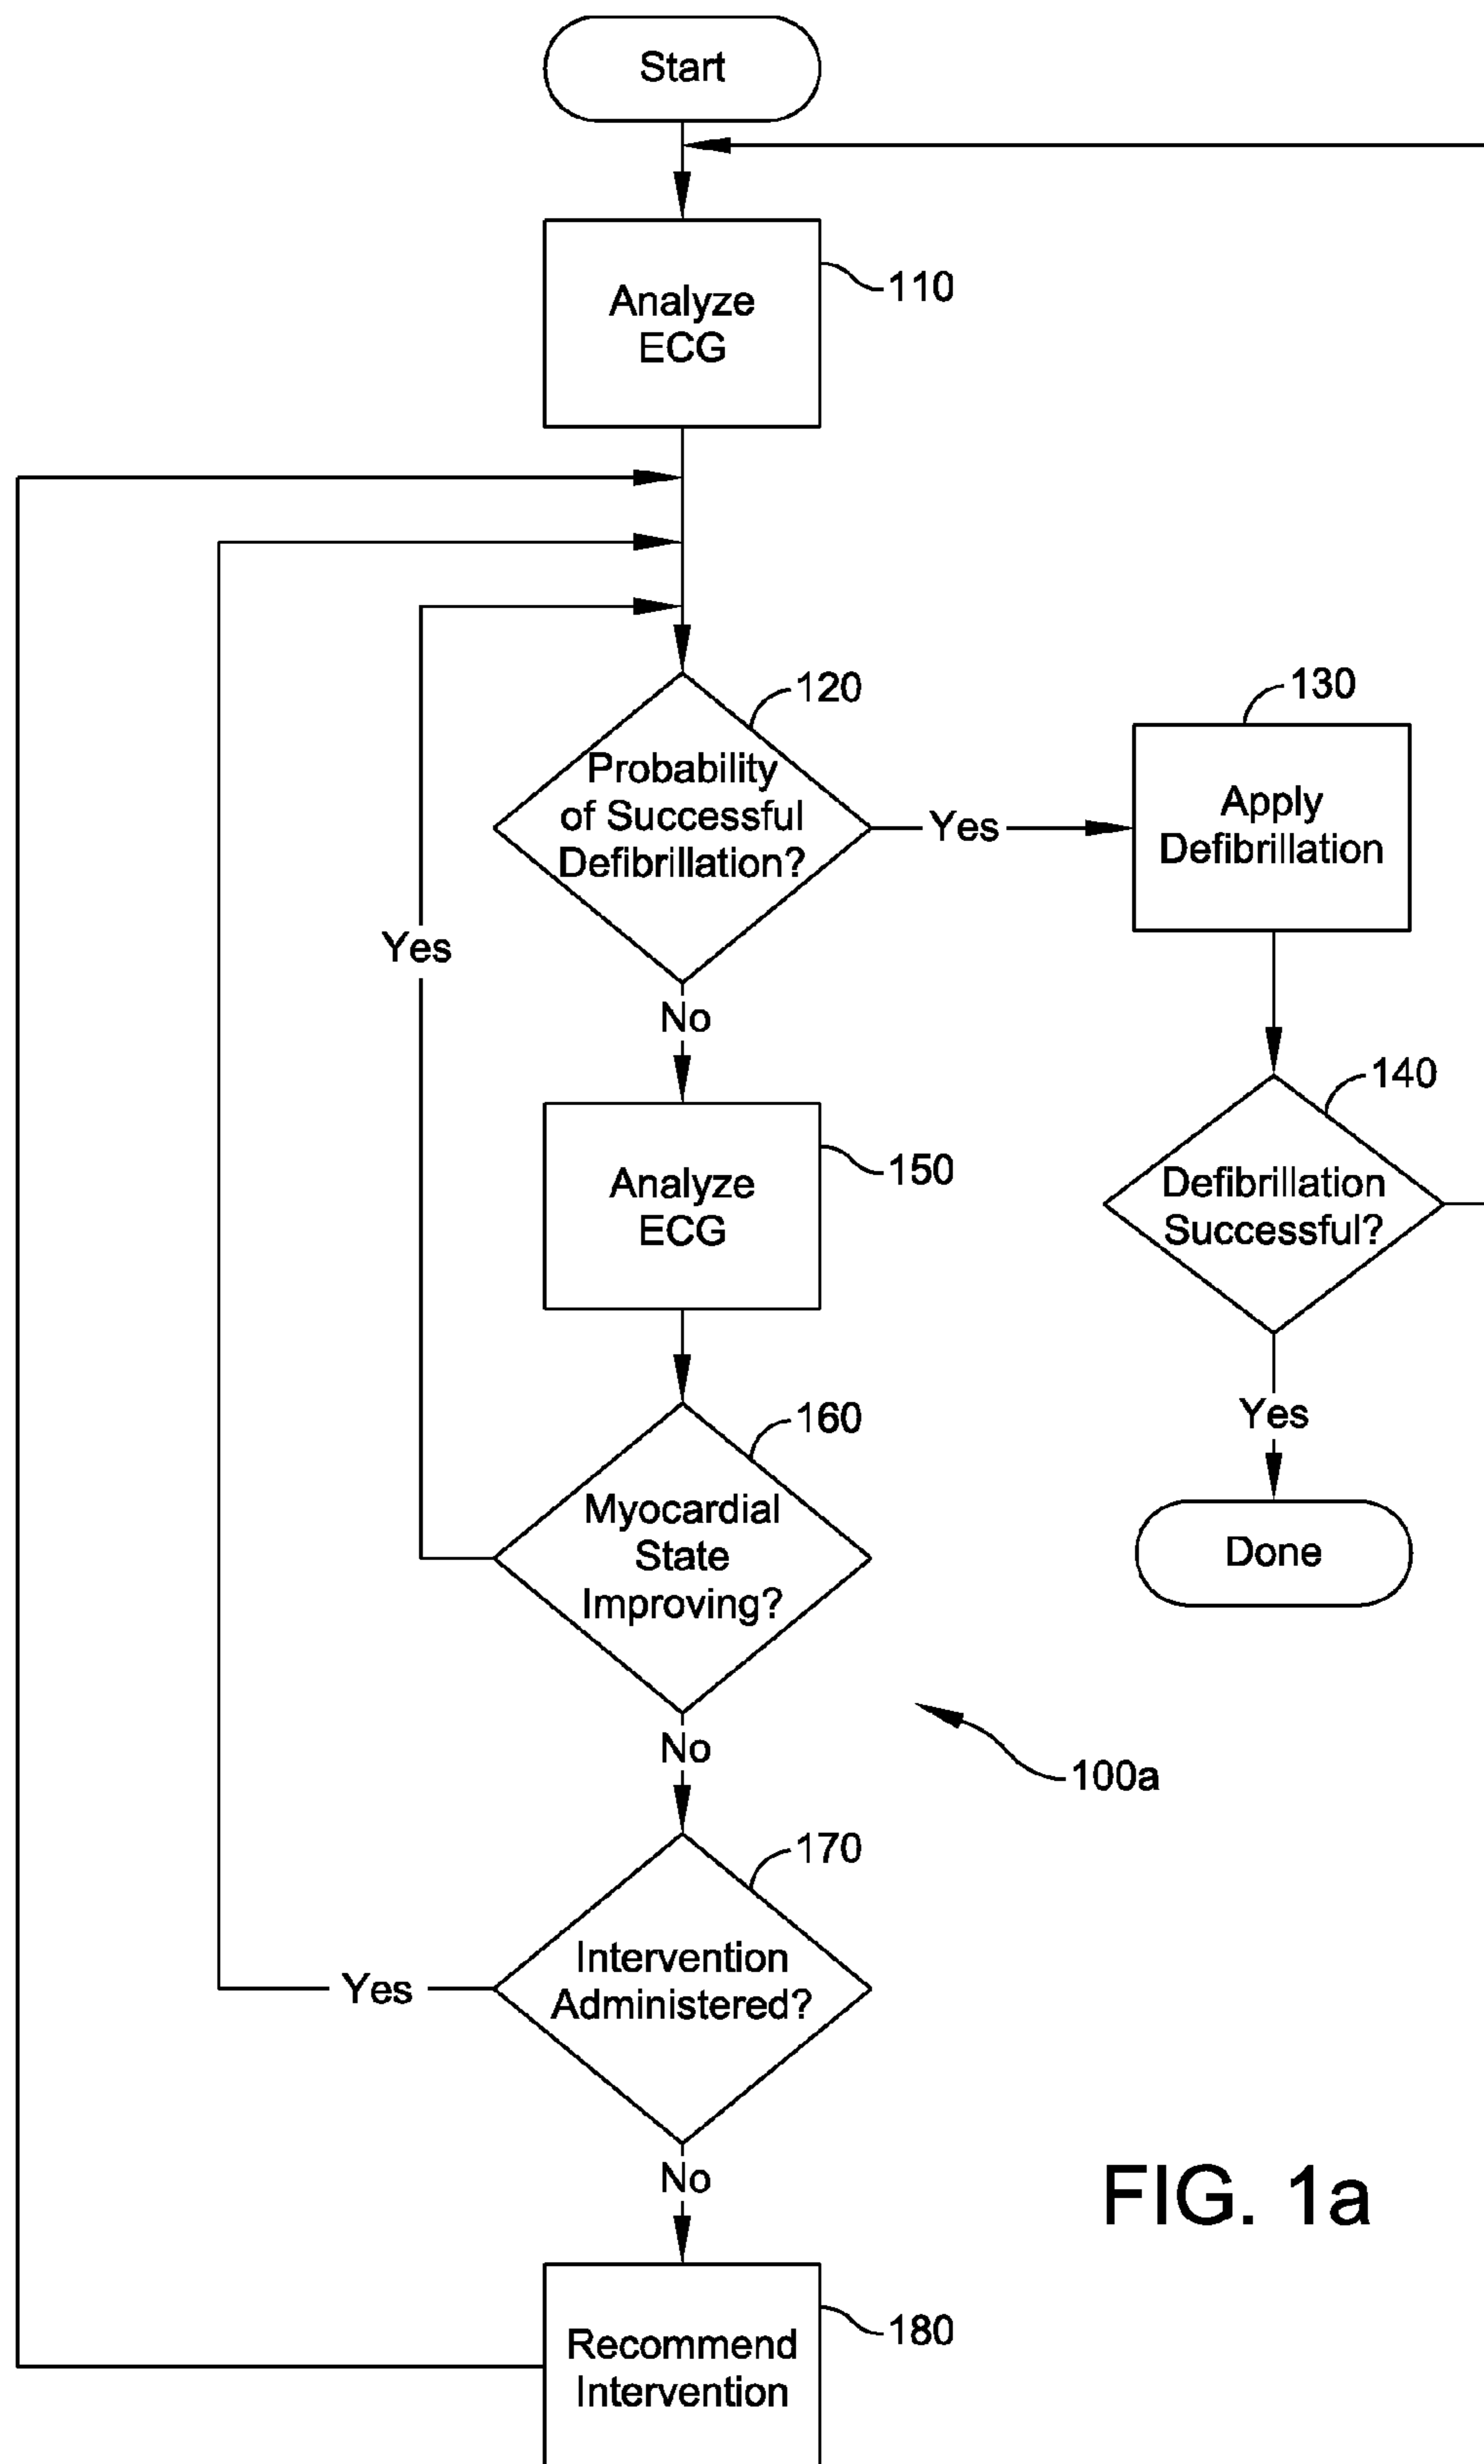 Start
Analyze
ECG
110
Probability
of Successful
Defibrillation?
120
Yes
Apply
Defibrillation
130
Yes
No
Defibrillation
Successful?
140
Analyze
ECG
150
Yes
Done
Myocardial
State
Improving?
160
No
100a
Intervention
Administered?
170
Yes
No
FIG. 1a
Recommend
Intervention
180